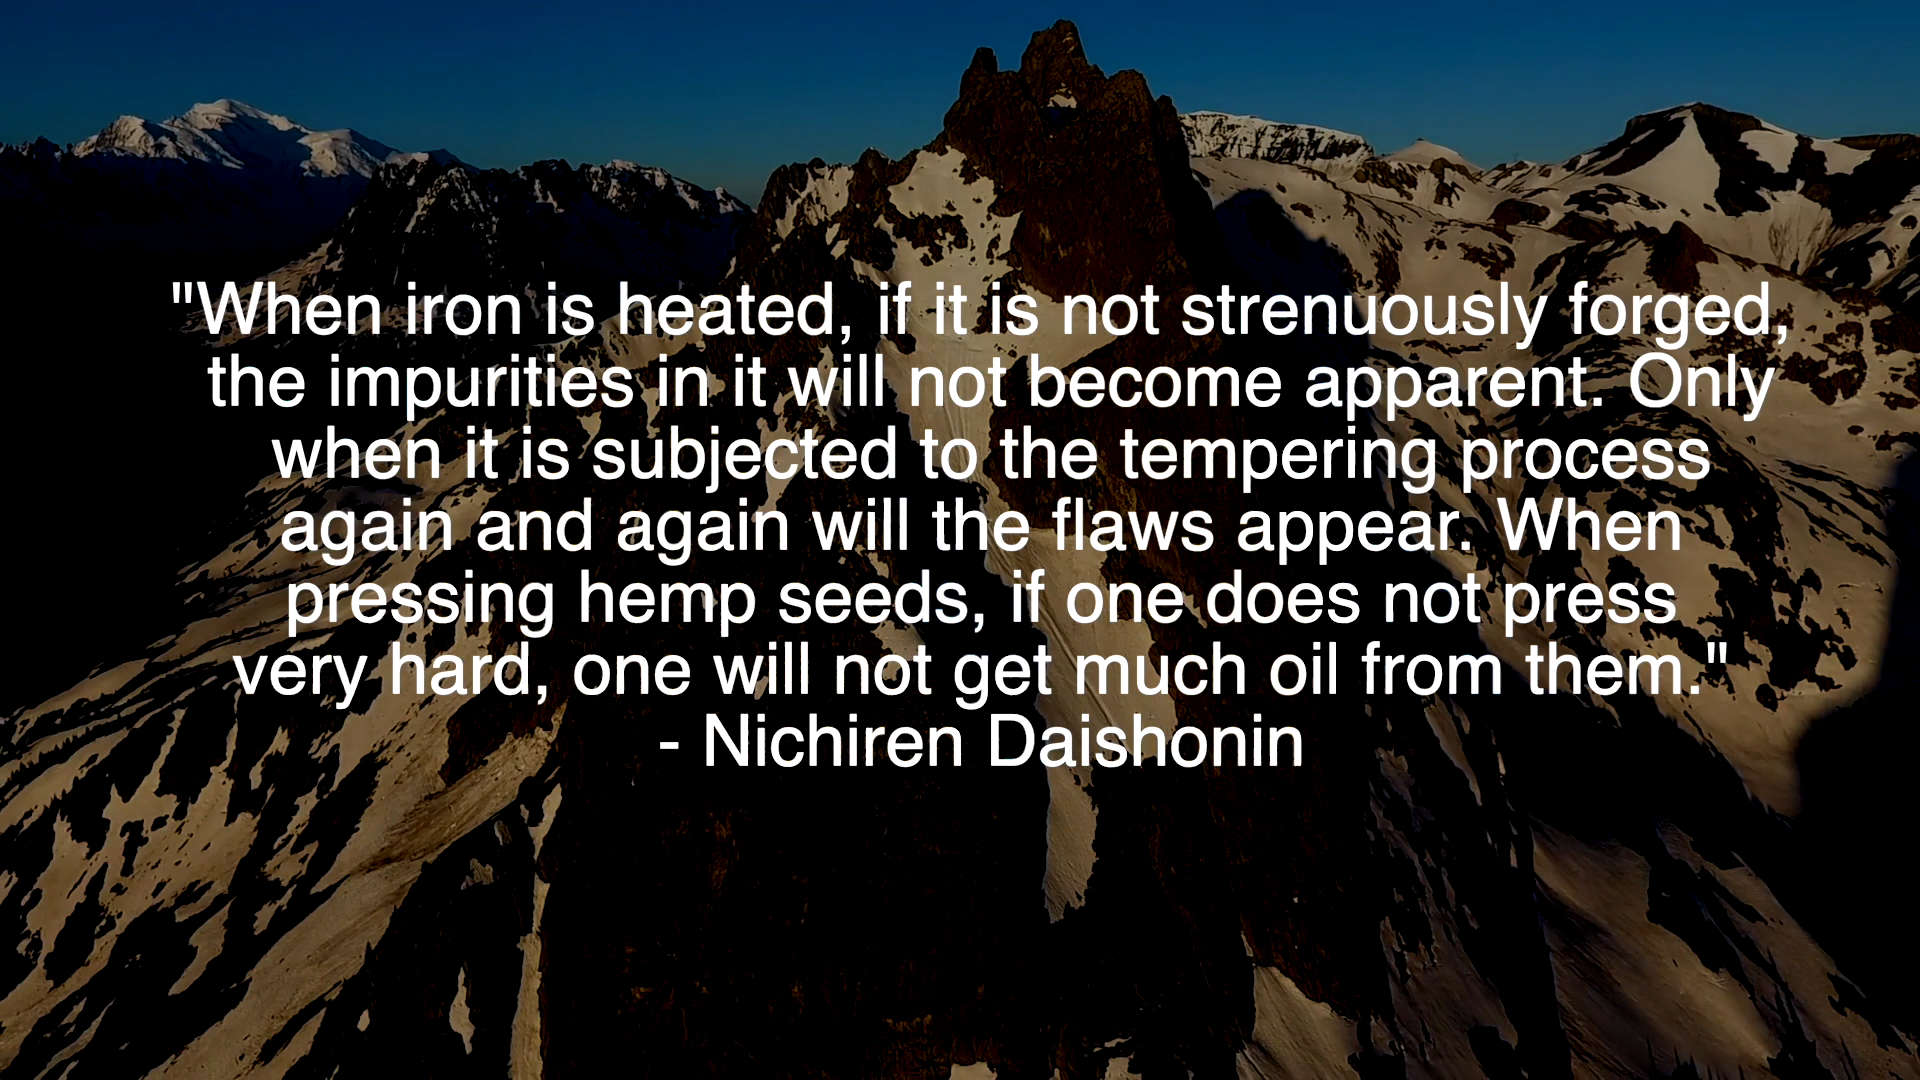 "When iron is heated, if it is not strenuously forged,
the impurities in it will not become apparent. Only
when it is subjected to the tempering process
again and again will the flaws appear. When
pressing hemp seeds, if one does not press
very hard, one will not get much oil from them."
- Nichiren Daishonin